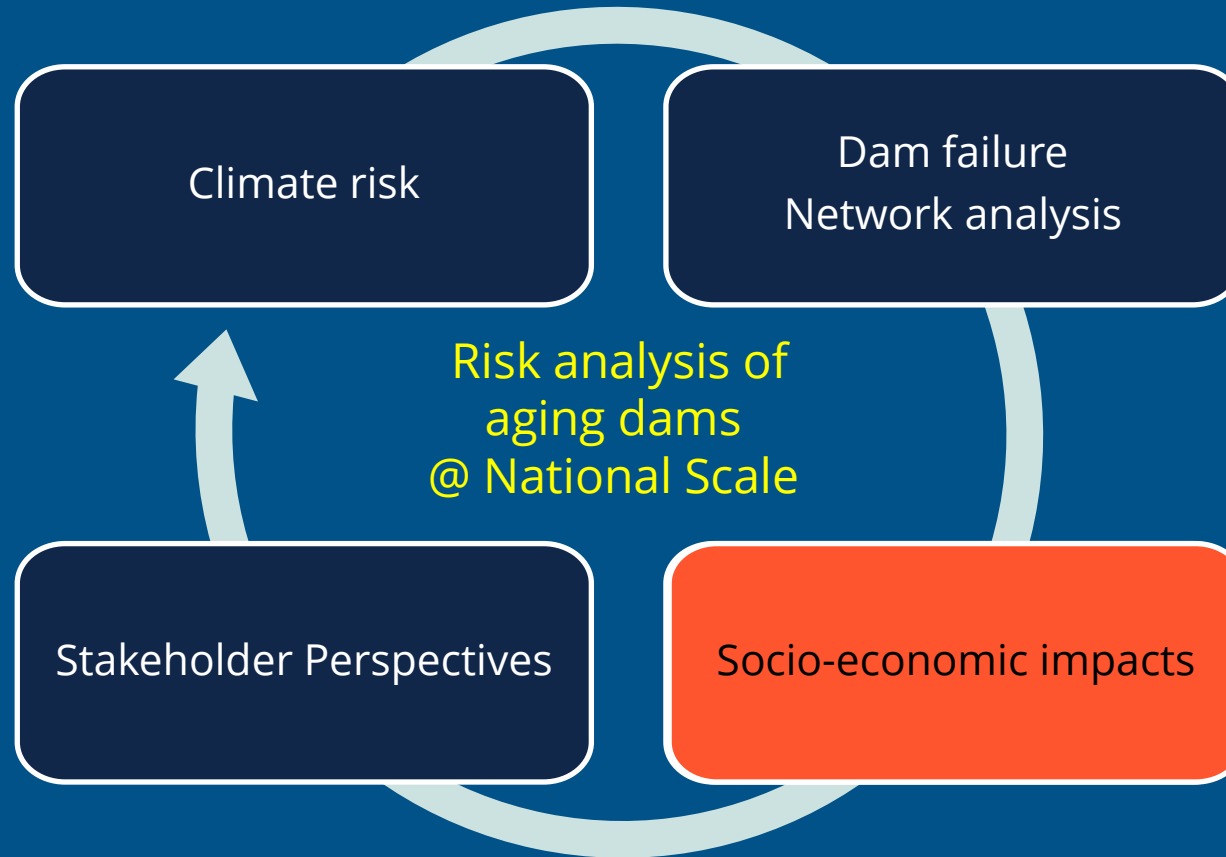 Climate risk
Dam failure
Network analysis
Risk analysis of
aging dams
@ National Scale
Stakeholder Perspectives
Socio-economic impacts